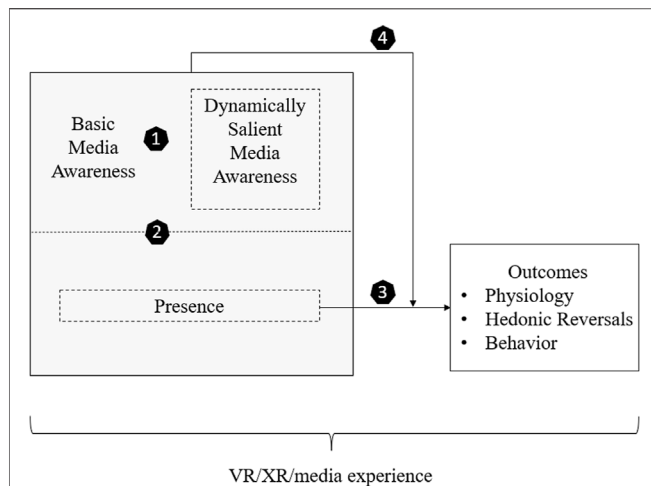 4
Basic
Media
Awareness
1
Dynamically
Salient
Media
Awareness
2
Presence
3
Outcomes
• Physiology
• Hedonic Reversals
• Behavior
VR/XR/media experience